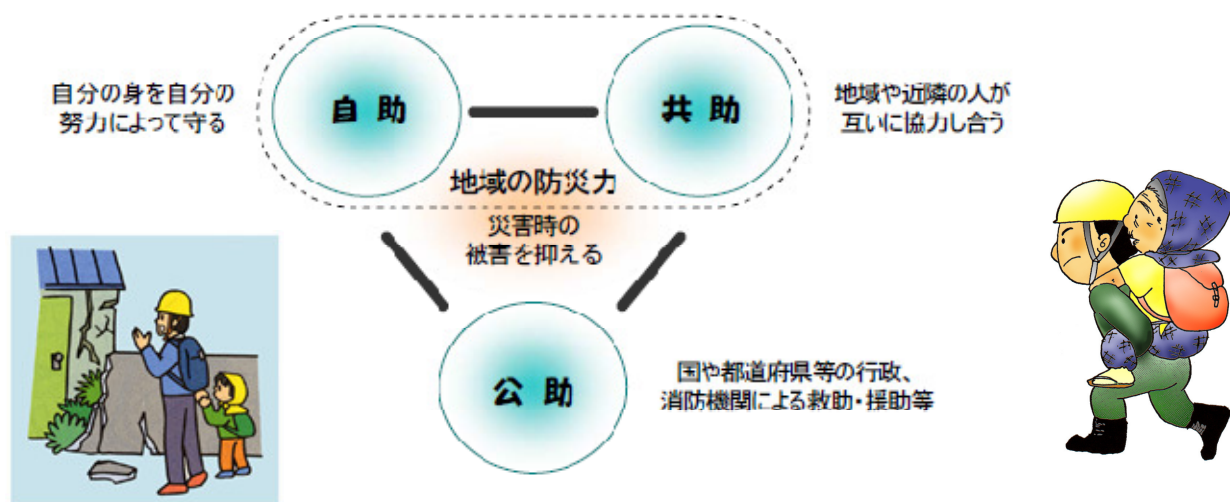 自助
共助
自分の身を自分の
努力によって守る
地域や近隣の人が
互いに協力し合う
地域の防災力
災害時の
被害を抑える
公助
国や都道府県等の行政、
消防機関による救助・援助等